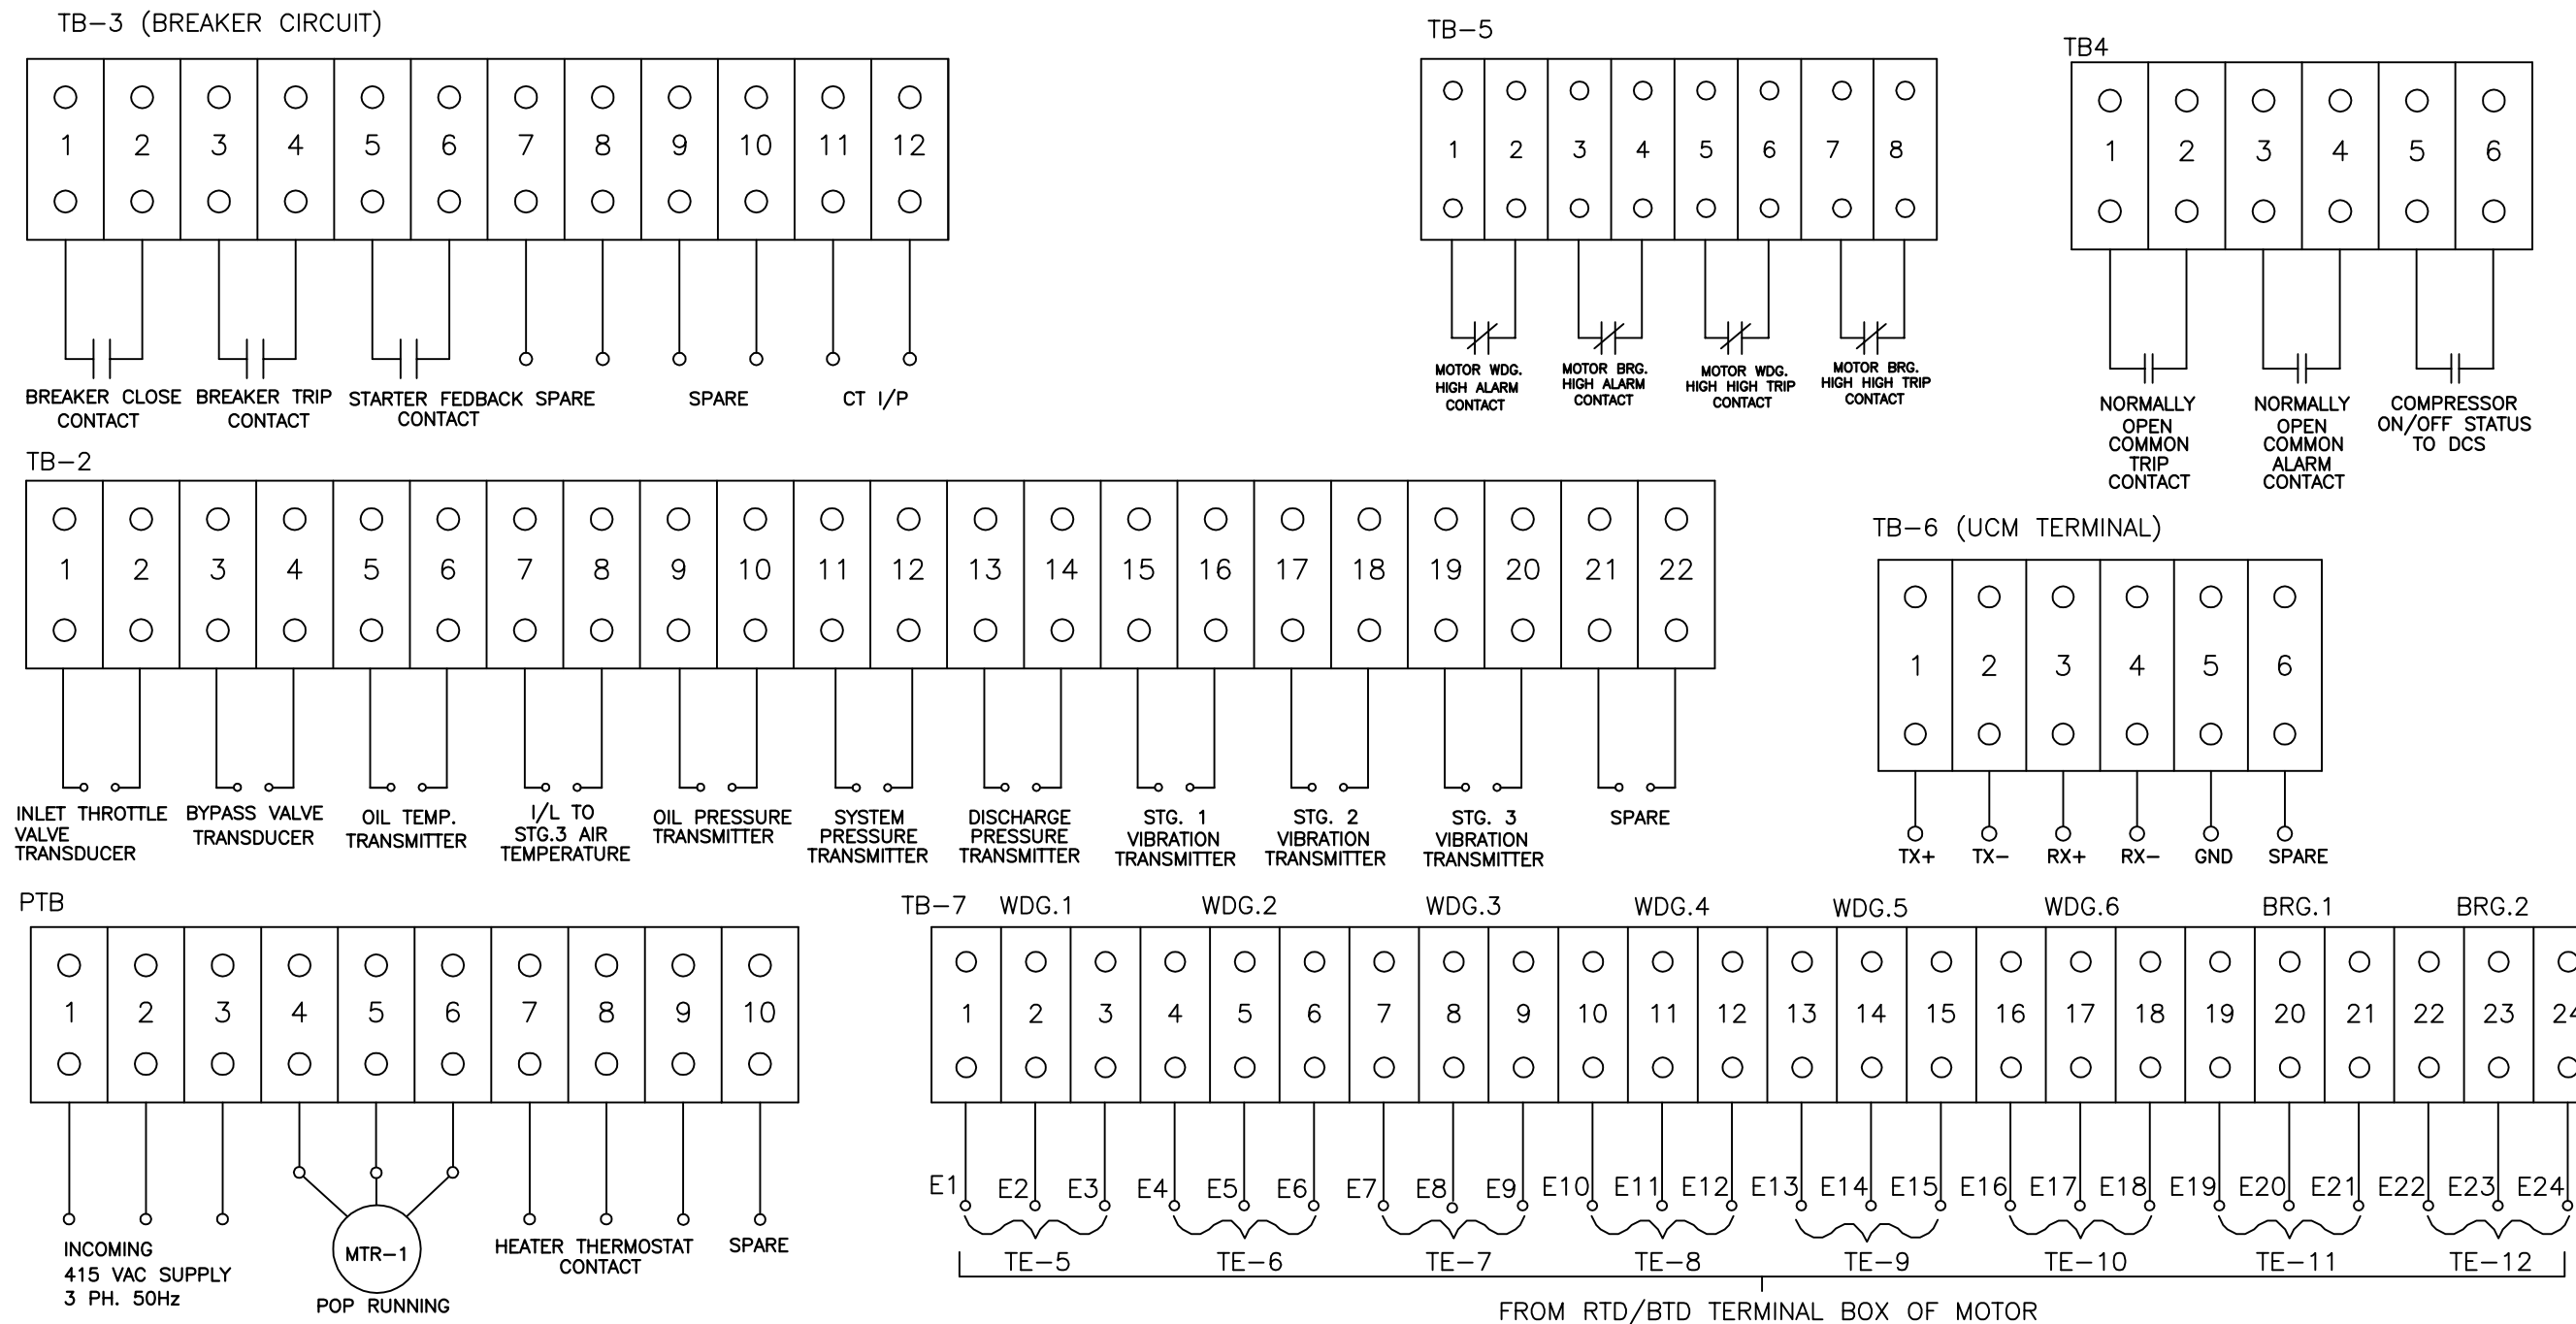 TB-3 (BREAKER CIRCUIT)
1 2 3 4 5 6 7 8 9 10 11 12
BREAKER CLOSE
CONTACT
BREAKER TRIP
CONTACT
STARTER FEDBACK
CONTACT
SPARE
SPARE
CT I/P
TB-5
1 2 3 4 5 6 7 8
MOTOR WDG.
HIGH ALARM
CONTACT
MOTOR BRG.
HIGH ALARM
CONTACT
MOTOR WDG.
HIGH HIGH TRIP
CONTACT
MOTOR BRG.
HIGH HIGH TRIP
CONTACT
TB4
1 2 3 4 5 6
NORMALLY
OPEN
COMMON
TRIP
CONTACT
NORMALLY
OPEN
COMMON
ALARM
CONTACT
COMPRESSOR
ON/OFF STATUS
TO DCS
TB-2
1 2 3 4 5 6 7 8 9 10 11 12 13 14 15 16 17 18 19 20 21 22
INLET THROTTLE
VALVE
TRANSDUCER
BYPASS VALVE
TRANSDUCER
OIL TEMP.
TRANSMITTER
I/L TO
STG.3 AIR
TEMPERATURE
OIL PRESSURE
TRANSMITTER
SYSTEM
PRESSURE
TRANSMITTER
DISCHARGE
PRESSURE
TRANSMITTER
STG. 1
VIBRATION
TRANSMITTER
STG. 2
VIBRATION
TRANSMITTER
STG. 3
VIBRATION
TRANSMITTER
SPARE
TB-6 (UCM TERMINAL)
1 2 3 4 5 6
TX+ TX- RX+ RX- GND SPARE
PTB
1 2 3 4 5 6 7 8 9 10
INCOMING
415 VAC SUPPLY
3 PH. 50Hz
MTR-1
POP RUNNING
HEATER THERMOSTAT
CONTACT
SPARE
TB-7 WDG.1 WDG.2 WDG.3 WDG.4 WDG.5 WDG.6 BRG.1 BRG.2
1 2 3 4 5 6 7 8 9 10 11 12 13 14 15 16 17 18 19 20 21 22 23 24
E1 E2 E3 E4 E5 E6 E7 E8 E9 E10 E11 E12 E13 E14 E15 E16 E17 E18 E19 E20 E21 E22 E23 E24
TE-5 TE-6 TE-7 TE-8 TE-9 TE-10 TE-11 TE-12
FROM RTD/BTD TERMINAL BOX OF MOTOR